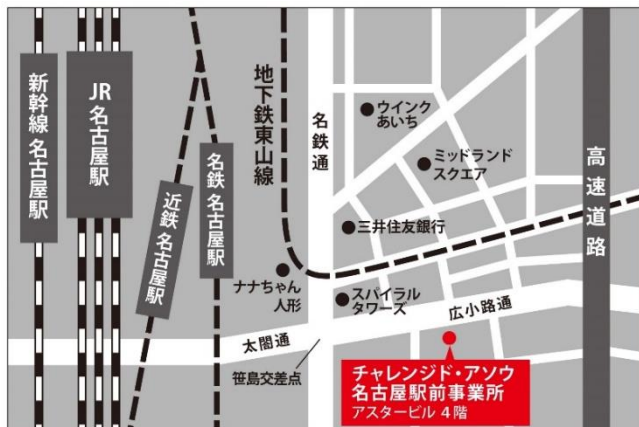 新幹線 名古屋駅
JR
名古屋駅
近鉄 名古屋駅
名鉄 名古屋駅
地下鉄東山線
名鉄通
ウインク
あいち
ミッドランド
スクエア
高速道路
三井住友銀行
ナナちゃん
人形
スパイラル
タワーズ
広小路通
太閤通
笹島交差点
チャレンジド・アソウ
名古屋駅前事業所
アスタービル 4階